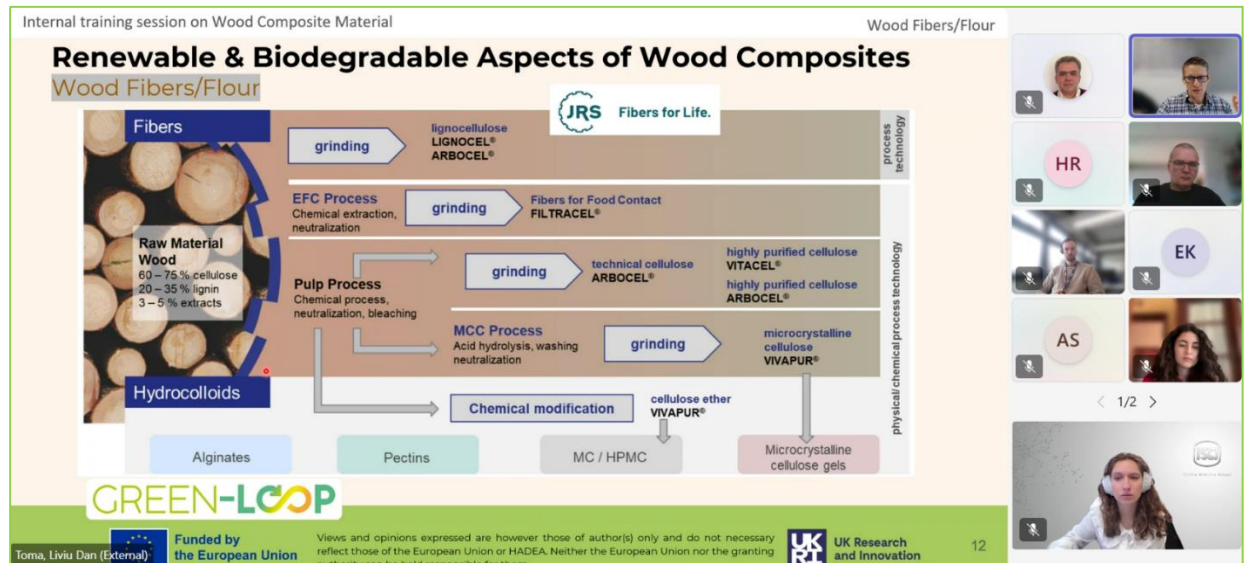 Internal training session on Wood Composite Material
Wood Fibers/Flour
Renewable & Biodegradable Aspects of Wood Composites
Wood Fibers/Flour
JRS Fibers for Life.
Fibers
grinding
lignocellulose
LIGNOCEL®
ARBOCEL®
process
technology
EFC Process
Chemical extraction,
neutralization
grinding
Fibers for Food Contact
FILTRACEL®
Raw Material
Wood
60 – 75 % cellulose
20 – 35 % lignin
3 – 5 % extracts
Pulp Process
Chemical process,
neutralization, bleaching
grinding
technical cellulose
ARBOCEL®
highly purified cellulose
VITACEL®
highly purified cellulose
ARBOCEL®
MCC Process
Acid hydrolysis, washing
neutralization
grinding
microcrystalline
cellulose
VIVAPUR®
physical/ chemical process technology
Hydrocolloids
Chemical modification
cellulose ether
VIVAPUR®
Alginates
Pectins
MC / HPMC
Microcrystalline
cellulose gels
GREEN-LOOP
Toma, Liviu Dan (External)
Funded by
the European Union
Views and opinions expressed are however those of author(s) only and do not necessary
reflect those of the European Union or HADEA. Neither the European Union nor the granting
UK
RI
UK Research
and Innovation
12
HR
EK
AS
1/2